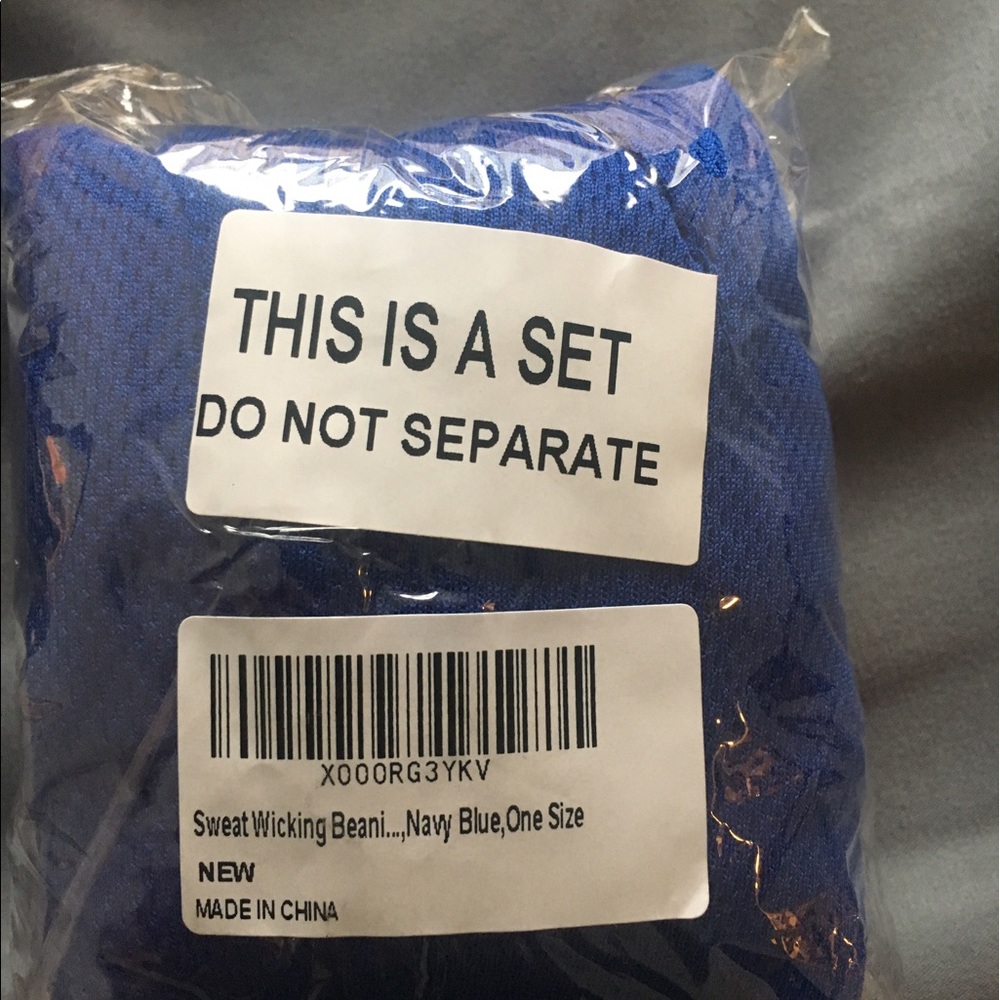 THIS IS A SET
DO NOT SEPARATE
X000RG3YKV
Sweat Wicking Beani...,Navy Blue,One Size
NEW
MADE IN CHINA